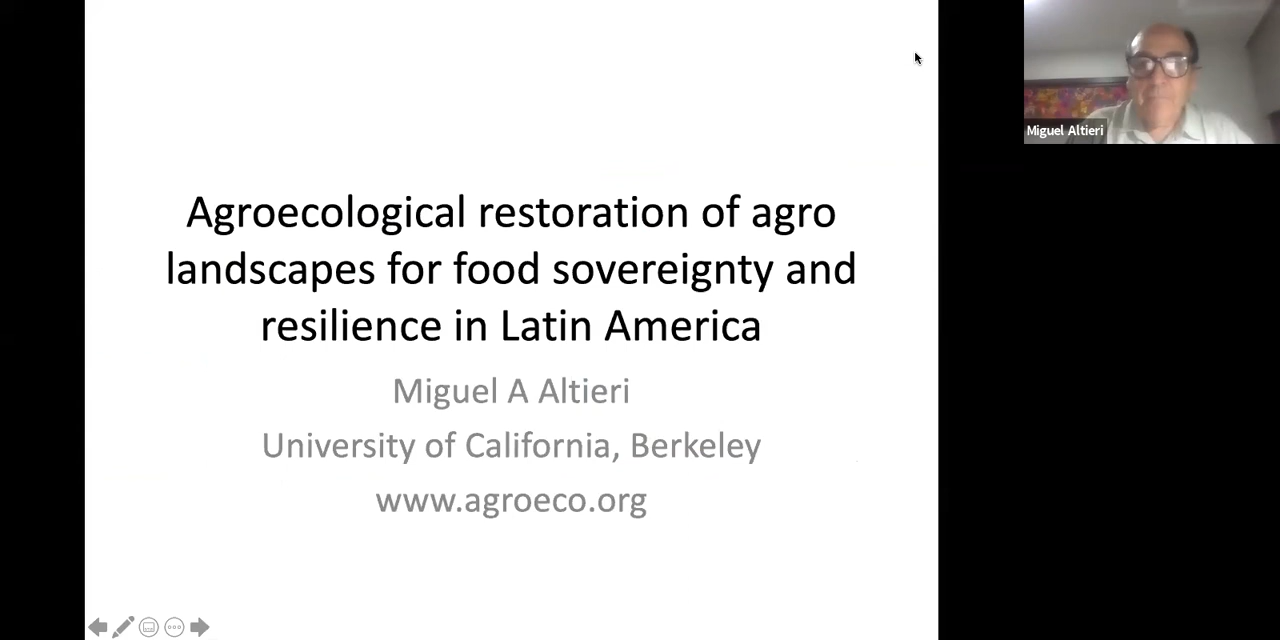 Agroecological restoration of agro
landscapes for food sovereignty and
resilience in Latin America
Miguel A Altieri
University of California, Berkeley
www.agroeco.org
Miguel Altieri